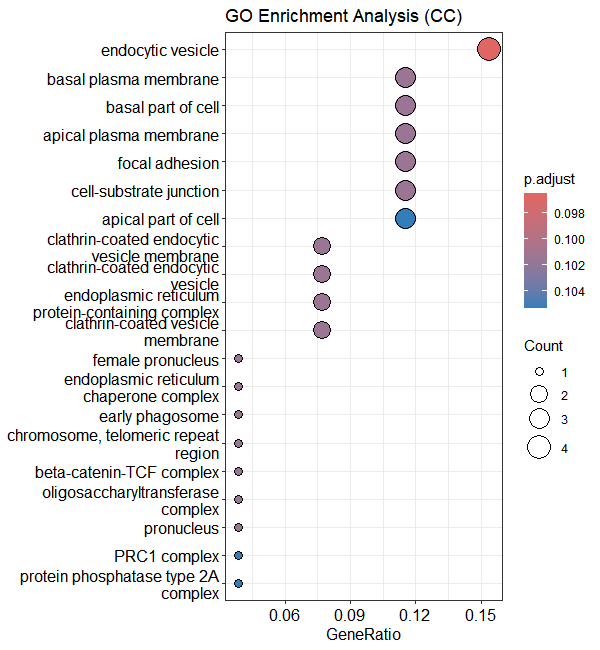 GO Enrichment Analysis (CC)
endocytic vesicle
basal plasma membrane
basal part of cell
apical plasma membrane
focal adhesion
cell-substrate junction
apical part of cell
clathrin-coated endocytic
vesicle membrane
clathrin-coated endocytic
vesicle
endoplasmic reticulum
protein-containing complex
clathrin-coated vesicle
membrane
female pronucleus
endoplasmic reticulum
chaperone complex
early phagosome
chromosome, telomeric repeat
region
beta-catenin-TCF complex
oligosaccharyltransferase
complex
pronucleus
PRC1 complex
protein phosphatase type 2A
complex
0.06
0.09
0.12
0.15
GeneRatio
p.adjust
0.098
0.100
0.102
0.104
Count
1
2
3
4